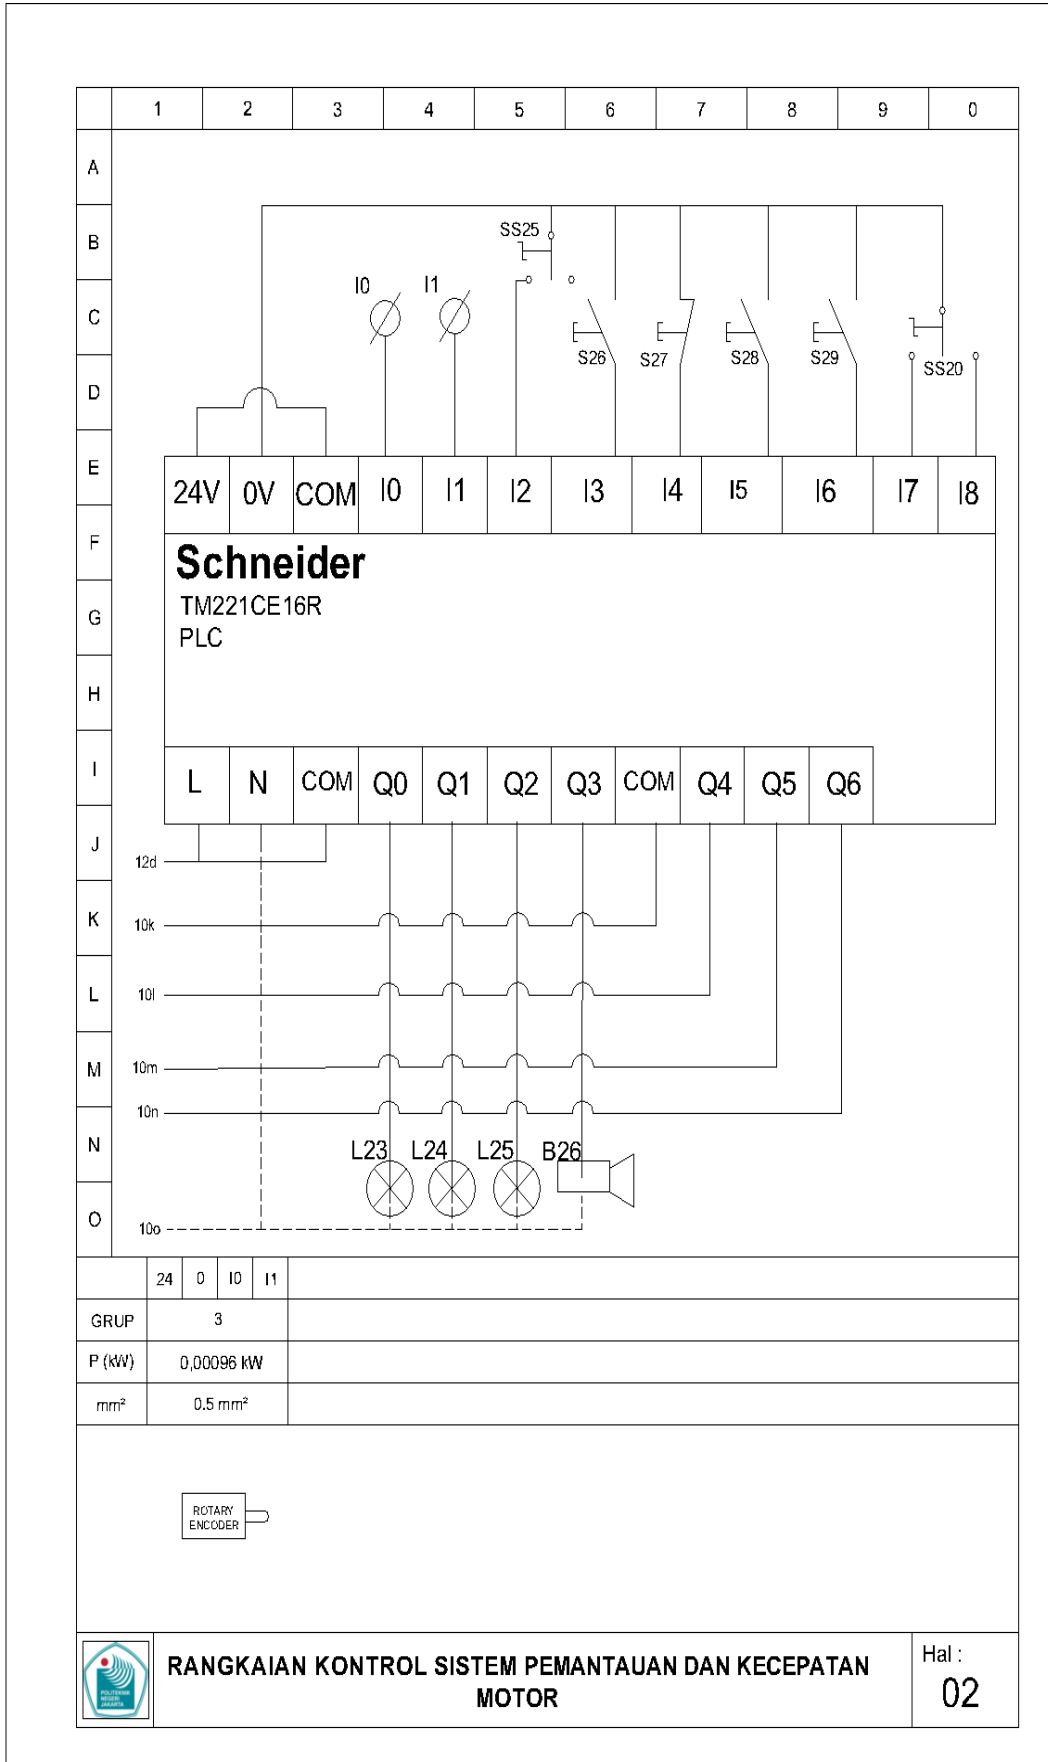 1 2 3 4 5 6 7 8 9 0
A
B
C
D
E
F
G
H
I
J
K
L
M
N
O
SS25
I0 I1
S26 S27 S28 S29 SS20
24V 0V COM I0 I1 I2 I3 I4 I5 I6 I7 I8
Schneider
TM221CE16R
PLC
L N COM Q0 Q1 Q2 Q3 COM Q4 Q5 Q6
12d
10k
10l
10m
10n
L23 L24 L25 B26
10o
24 0 I0 I1
GRUP 3
P (kW) 0,00096 kW
mm² 0.5 mm²
ROTARY
ENCODER
POLITEKNIK
NEGERI
JAKARTA
RANGKAIAN KONTROL SISTEM PEMANTAUAN DAN KECEPATAN
MOTOR
Hal :
02